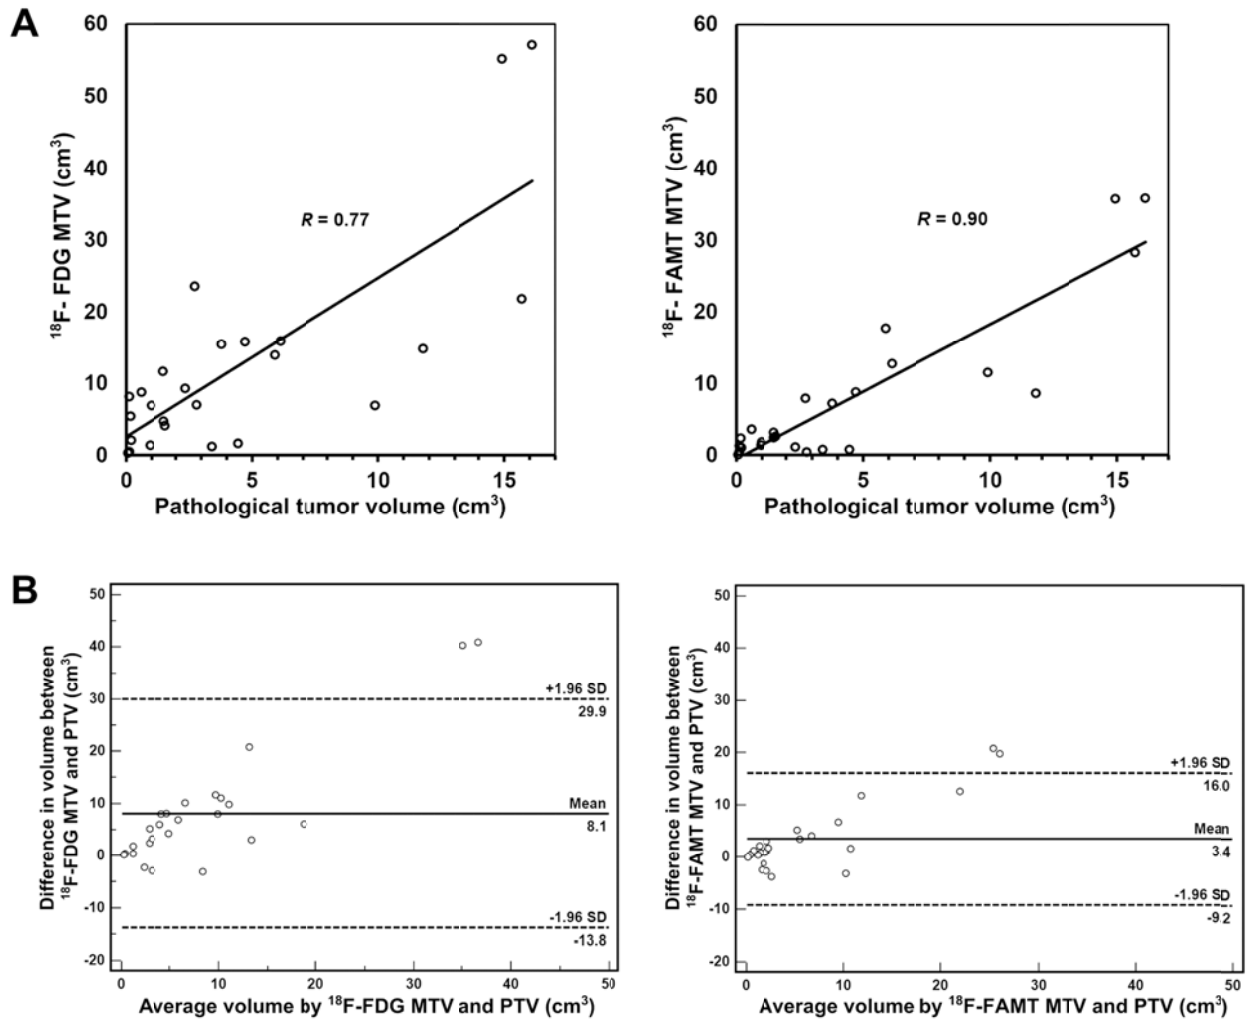 A
60
50
40
30
20
10
0
¹⁸F- FDG MTV (cm³)
R = 0.77
0 5 10 15
Pathological tumor volume (cm³)
60
50
40
30
20
10
0
¹⁸F- FAMT MTV (cm³)
R = 0.90
0 5 10 15
Pathological tumor volume (cm³)
B
50
40
30
20
10
0
-10
-20
Difference in volume between
¹⁸F-FDG MTV and PTV (cm³)
+1.96 SD
29.9
Mean
8.1
-1.96 SD
-13.8
0 10 20 30 40 50
Average volume by ¹⁸F-FDG MTV and PTV (cm³)
50
40
30
20
10
0
-10
-20
Difference in volume between
¹⁸F-FAMT MTV and PTV (cm³)
+1.96 SD
16.0
Mean
3.4
-1.96 SD
-9.2
0 10 20 30 40 50
Average volume by ¹⁸F-FAMT MTV and PTV (cm³)